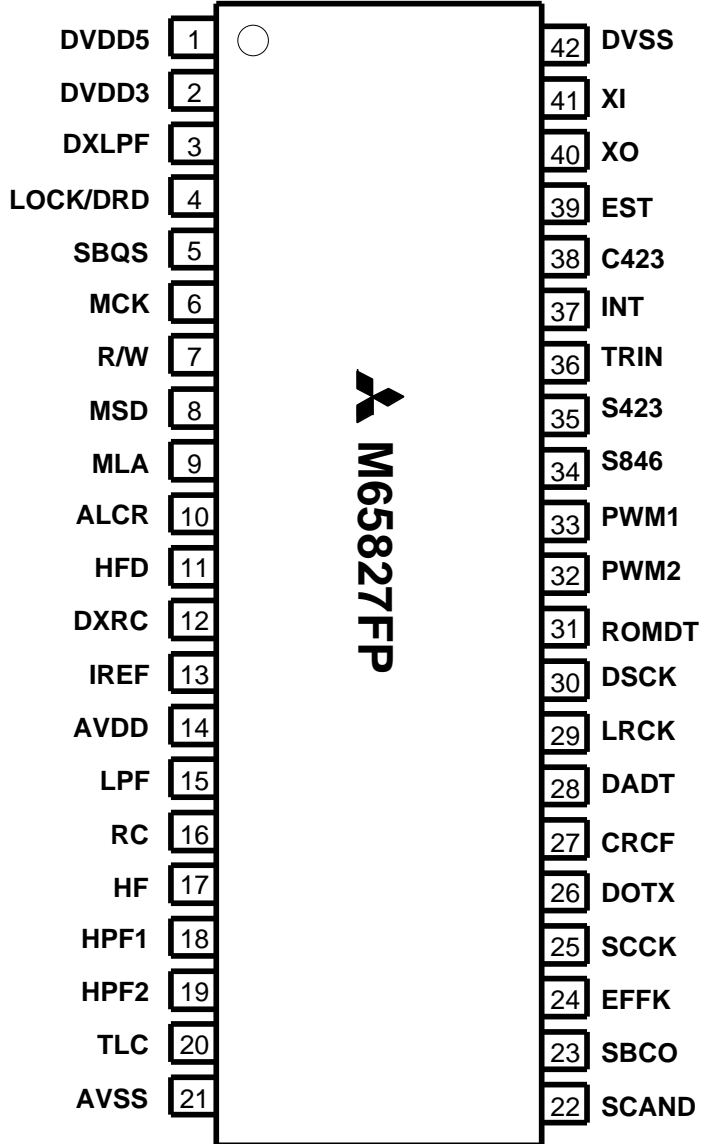 DVDD5 1 42 DVSS
DVDD3 2 41 XI
DXLPF 3 40 XO
LOCK/DRD 4 39 EST
SBQS 5 38 C423
MCK 6 37 INT
R/W 7 36 TRIN
MSD 8 35 S423
MLA 9 34 S846
ALCR 10 33 PWM1
HFD 11 32 PWM2
DXRC 12 31 ROMDT
IREF 13 30 DSCK
AVDD 14 29 LRCK
LPF 15 28 DADT
RC 16 27 CRCF
HF 17 26 DOTX
HPF1 18 25 SCCK
HPF2 19 24 EFFK
TLC 20 23 SBCO
AVSS 21 22 SCAND
M65827FP